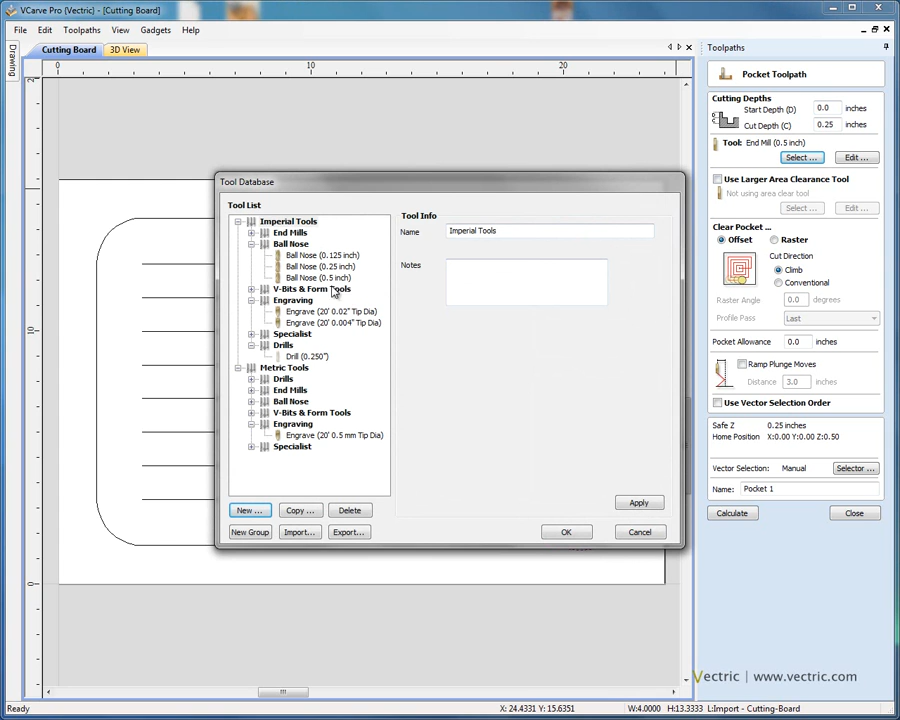 VCarve Pro {Vectric} - [Cutting Board]
File Edit Toolpaths View Gadgets Help
Cutting Board 3D View
Drawing
0 10 20
2
10
0
Tool Database
Tool List
Imperial Tools
End Mills
Ball Nose
Ball Nose (0.125 inch)
Ball Nose (0.25 inch)
Ball Nose (0.5 inch)
V-Bits & Form Tools
Engraving
Engrave (20' 0.02" Tip Dia)
Engrave (20' 0.004" Tip Dia)
Specialist
Drills
Drill (0.250")
Metric Tools
Drills
End Mills
Ball Nose
V-Bits & Form Tools
Engraving
Engrave (20' 0.5 mm Tip Dia)
Specialist
New ... Copy ... Delete
New Group Import... Export...
Tool Info
Name Imperial Tools
Notes
Apply
OK Cancel
Toolpaths
Pocket Toolpath
Cutting Depths
Start Depth (D) 0.0 inches
Cut Depth (C) 0.25 inches
Tool: End Mill (0.5 inch)
Select ... Edit ...
Use Larger Area Clearance Tool
Not using area clear tool
Select ... Edit ...
Clear Pocket ...
Offset Raster
Cut Direction
Climb
Conventional
Raster Angle 0.0 degrees
Profile Pass Last
Pocket Allowance 0.0 inches
Ramp Plunge Moves
Distance 3.0 inches
Use Vector Selection Order
Safe Z 0.25 inches
Home Position X:0.00 Y:0.00 Z:0.50
Vector Selection: Manual Selector ...
Name: Pocket 1
Calculate Close
Vectric | www.vectric.com
Ready X: 24.4331 Y: 15.6351 W:4.0000 H:13.3333 L:Import - Cutting-Board